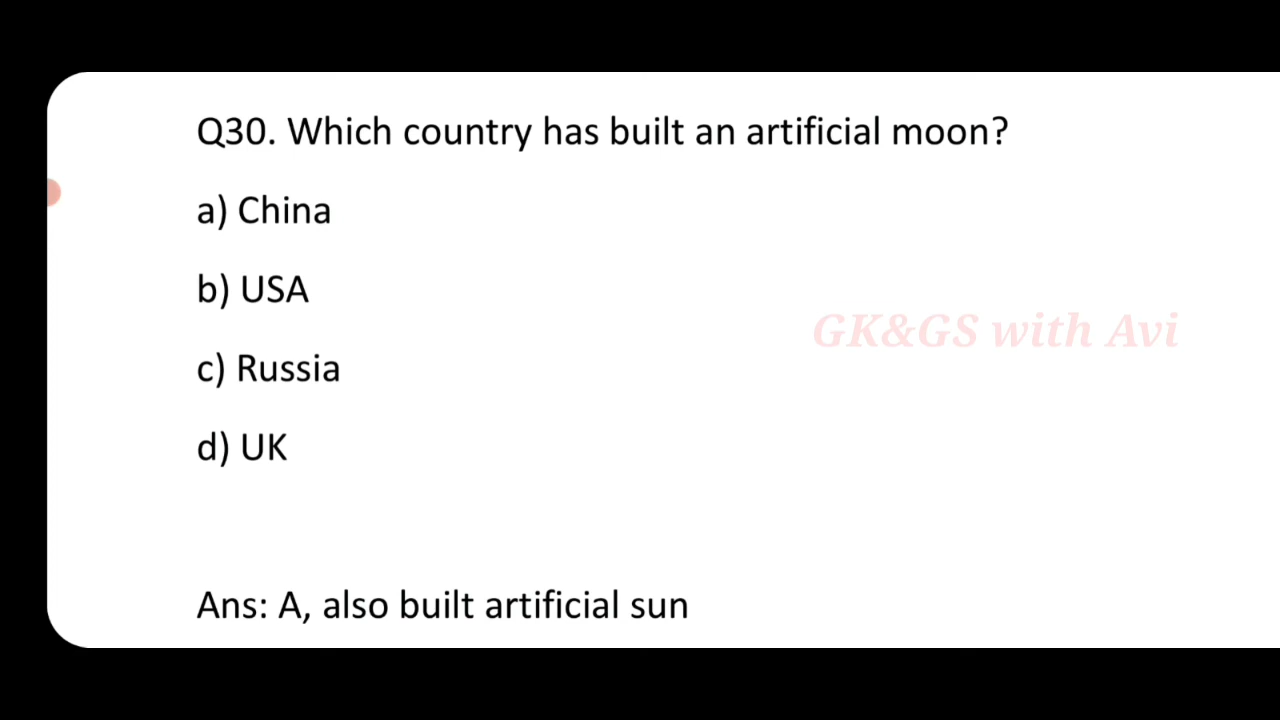 Q30. Which country has built an artificial moon?
a) China
b) USA
GK&GS with Avi
c) Russia
d) UK
Ans: A, also built artificial sun